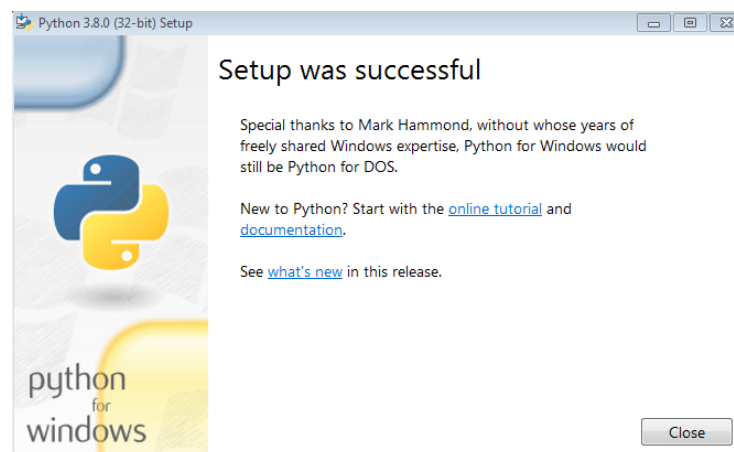 Python 3.8.0 (32-bit) Setup
Setup was successful
Special thanks to Mark Hammond, without whose years of
freely shared Windows expertise, Python for Windows would
still be Python for DOS.
New to Python? Start with the online tutorial and
documentation.
See what's new in this release.
python
for
windows
Close